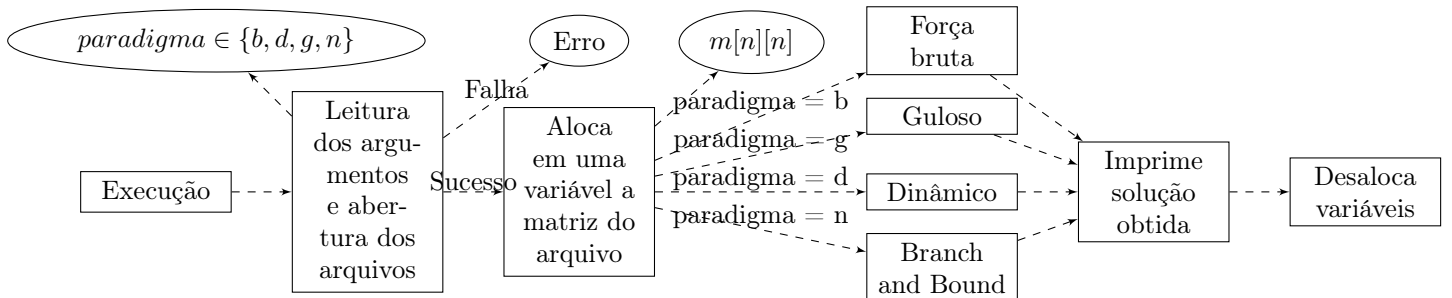 paradigma ∈ {b, d, g, n}
Erro
m[n][n]
Força
bruta
Falha
Leitura
dos argu-
mentos
e aber-
tura dos
arquivos
Aloca
em uma
variável a
matriz do
arquivo
paradigma = b
paradigma = g
paradigma = d
paradigma = n
Guloso
Execução
Sucesso
Dinâmico
Imprime
solução
obtida
Desaloca
variáveis
Branch
and Bound